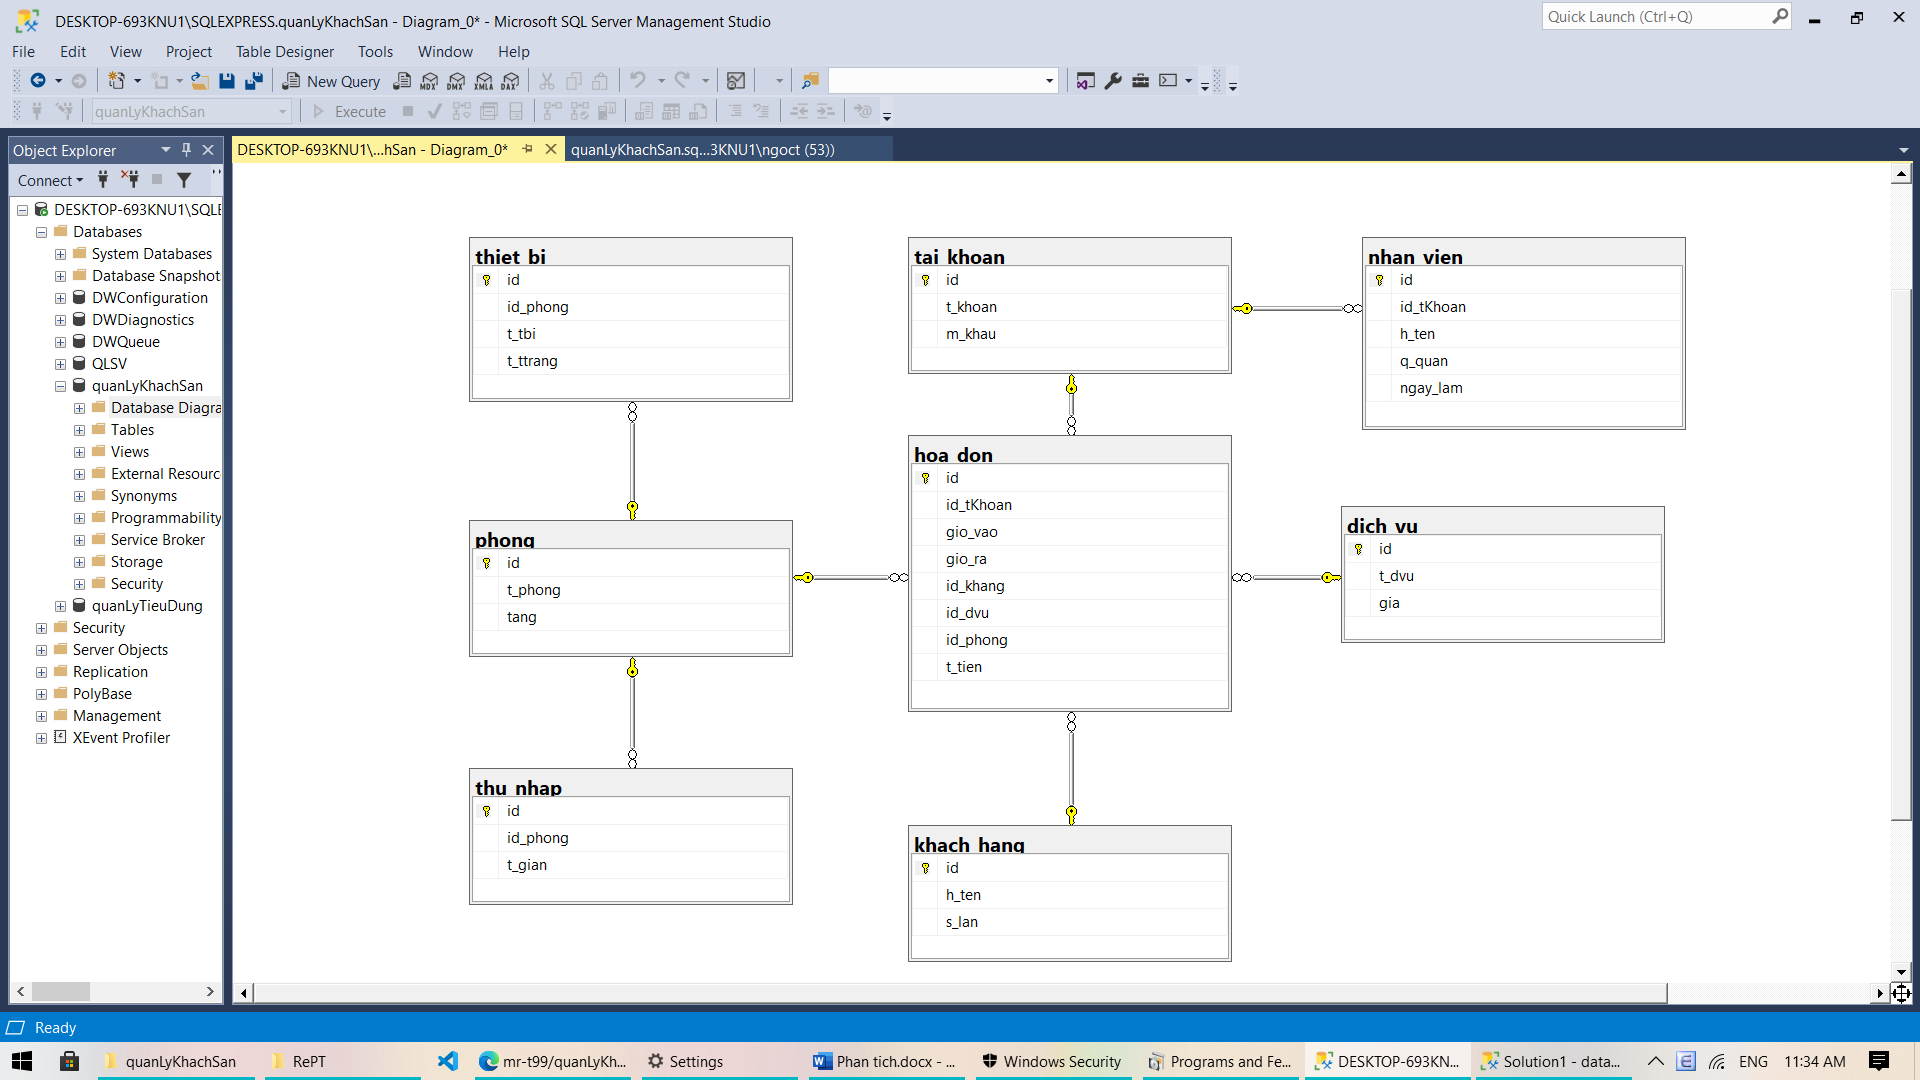 DESKTOP-693KNU1\SQLEXPRESS.quanLyKhachSan - Diagram_0* - Microsoft SQL Server Management Studio
Quick Launch (Ctrl+Q)
File Edit View Project Table Designer Tools Window Help
New Query
MDX DMX XMLA DAX
quanLyKhachSan
Execute
Object Explorer
DESKTOP-693KNU1\...hSan - Diagram_0*
quanLyKhachSan.sq...3KNU1\ngoct (53))
Connect
DESKTOP-693KNU1\SQLE
Databases
System Databases
Database Snapshot
DWConfiguration
DWDiagnostics
DWQueue
QLSV
quanLyKhachSan
Database Diagra
Tables
Views
External Resourc
Synonyms
Programmability
Service Broker
Storage
Security
quanLyTieuDung
Security
Server Objects
Replication
PolyBase
Management
XEvent Profiler
thiet_bi
id
id_phong
t_tbi
t_ttrang
phong
id
t_phong
tang
thu_nhap
id
id_phong
t_gian
tai_khoan
id
t_khoan
m_khau
hoa_don
id
id_tKhoan
gio_vao
gio_ra
id_khang
id_dvu
id_phong
t_tien
khach_hang
id
h_ten
s_lan
nhan_vien
id
id_tKhoan
h_ten
q_quan
ngay_lam
dich_vu
id
t_dvu
gia
Ready
quanLyKhachSan
RePT
mr-t99/quanLyKh...
Settings
Phan tich.docx - ...
Windows Security
Programs and Fe...
DESKTOP-693KN...
Solution1 - data...
ENG
11:34 AM